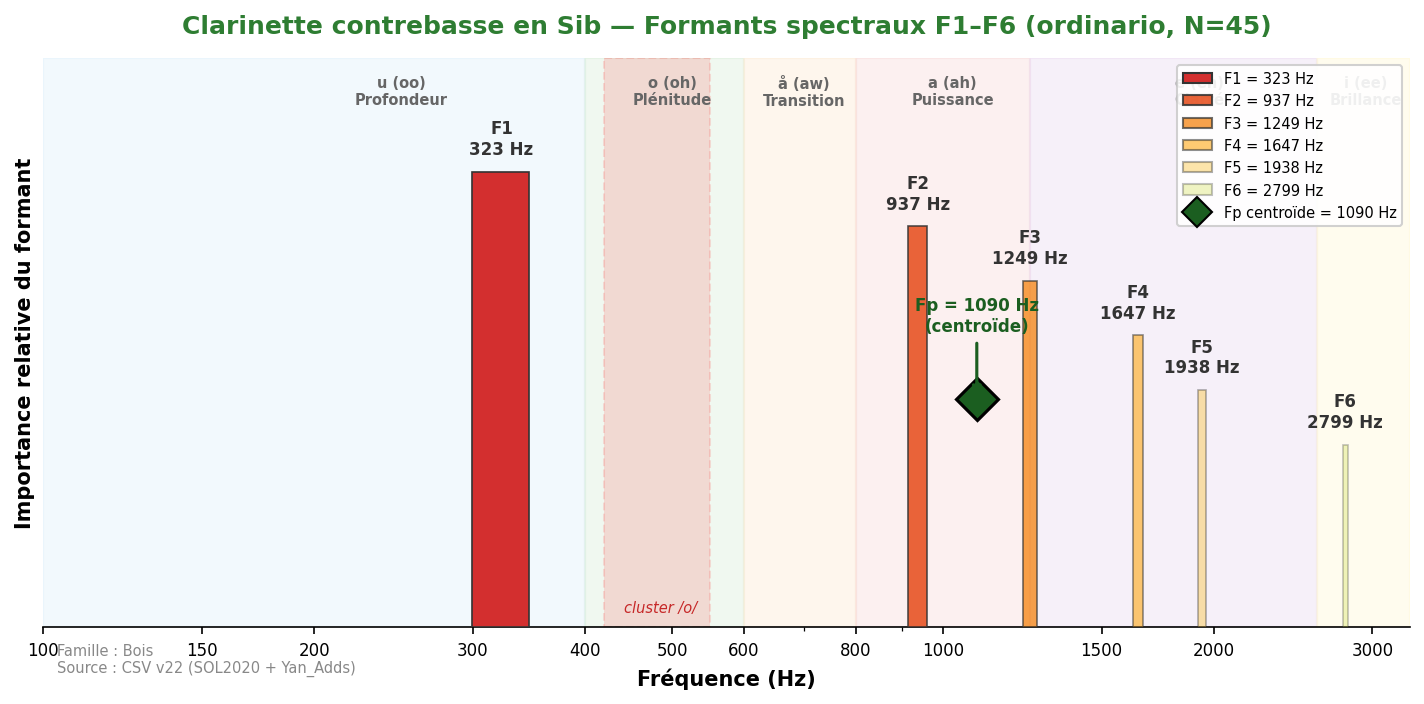 Clarinette contrebasse en Sib — Formants spectraux F1–F6 (ordinario, N=45)
u (oo)
Profondeur
o (oh)
Plénitude
å (aw)
Transition
a (ah)
Puissance
i (ee)
Brillance
F1 = 323 Hz
F2 = 937 Hz
F3 = 1249 Hz
F4 = 1647 Hz
F5 = 1938 Hz
F6 = 2799 Hz
Fp centroïde = 1090 Hz
F1
323 Hz
F2
937 Hz
F3
1249 Hz
Fp = 1090 Hz
(centroïde)
F4
1647 Hz
F5
1938 Hz
F6
2799 Hz
cluster /o/
Importance relative du formant
100 150 200 300 400 500 600 800 1000 1500 2000 3000
Famille : Bois
Source : CSV v22 (SOL2020 + Yan_Adds)
Fréquence (Hz)